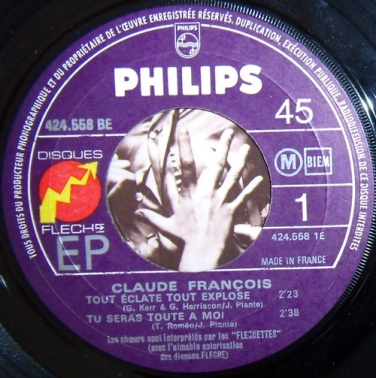 TOUS DROITS DU PRODUCTEUR PHONOGRAPHIQUE ET DU PROPRIÉTAIRE DE L'ŒUVRE ENREGISTRÉE RÉSERVÉS. DUPLICATION, EXÉCUTION PUBLIQUE, RADIODIFFUSION DE CE DISQUE INTERDITES
PHILIPS
PHILIPS
424.558 BE
45
DISQUES
FLECHE
EP
M BIEM
1
424.558 1E
MADE IN FRANCE
CLAUDE FRANÇOIS
TOUT ÉCLATE TOUT EXPLOSE 2'23
(G. Kerr & G. Harrisson/J. Plante)
TU SERAS TOUTE A MOI 2'38
(T. Roméo/J. Plante)
Les chœurs sont interprétés par les "FLECHETTES"
(avec l'aimable autorisation
des disques FLECHE)